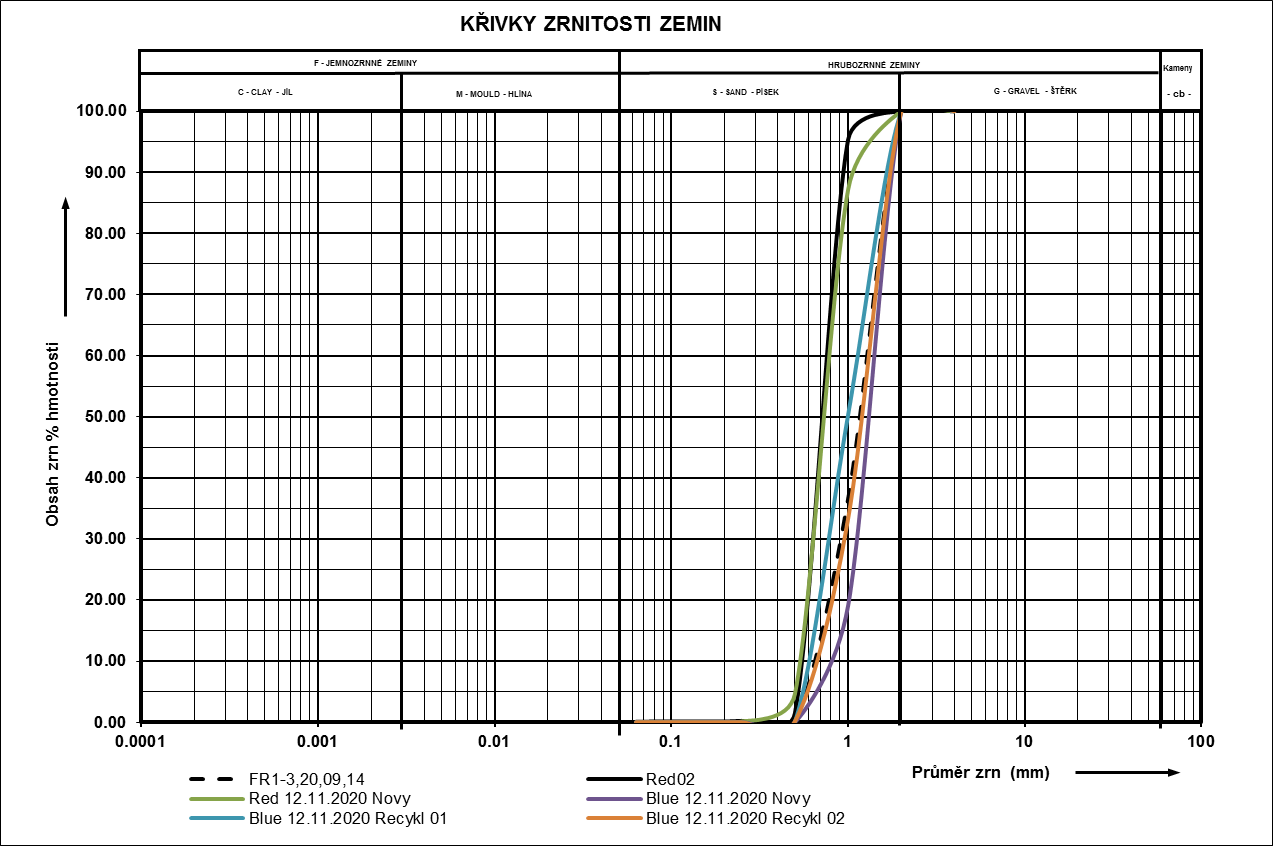 KŘIVKY ZRNITOSTI ZEMIN
F - JEMNOZRNNÉ ZEMINY
HRUBOZRNNÉ ZEMINY
Kameny
C - CLAY - JÍL
M - MOULD - HLÍNA
S - SAND - PÍSEK
G - GRAVEL - ŠTĚRK
- cb -
100.00
90.00
80.00
70.00
60.00
50.00
40.00
30.00
20.00
10.00
0.00
Obsah zrn % hmotnosti
0.0001
0.001
0.01
0.1
1
10
100
Průměr zrn (mm)
FR1-3,20,09,14
Red02
Red 12.11.2020 Novy
Blue 12.11.2020 Novy
Blue 12.11.2020 Recykl 01
Blue 12.11.2020 Recykl 02